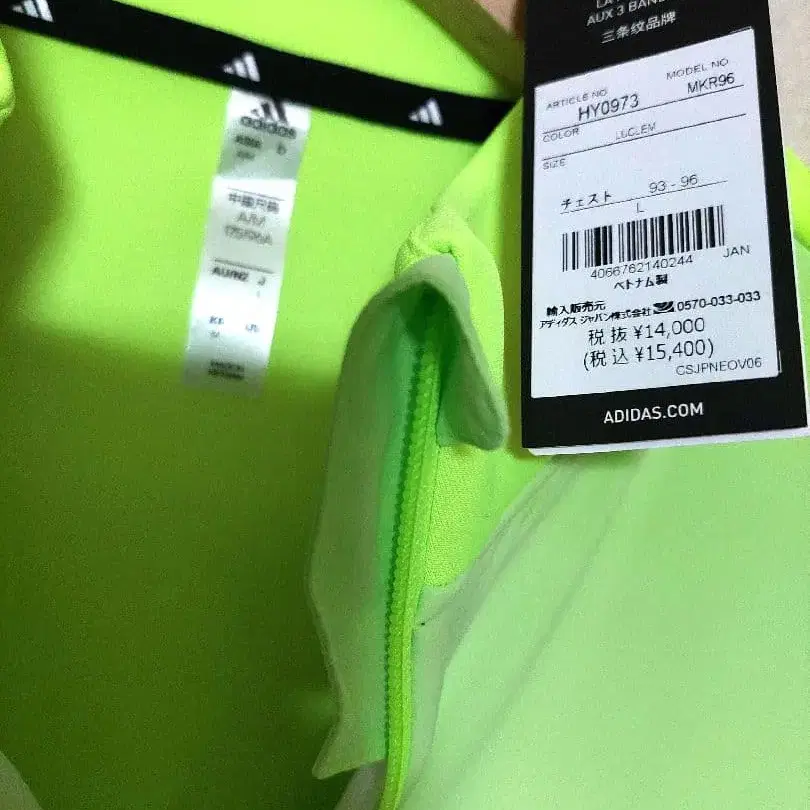 AUX 3 BAN
三条纹品牌
ARTICLE NO
MODEL NO
HY0973
MKR96
COLOR
LUCLEM
SIZE
チェスト 93 - 96
L
4066762140244
JAN
ベトナム製
輸入販売元
アディダス ジャパン株式会社 0570-033-033
税抜 ¥14,000
(税込 ¥15,400)
CSJPNEOV06
ADIDAS.COM
adidas
中国尺码
A/M